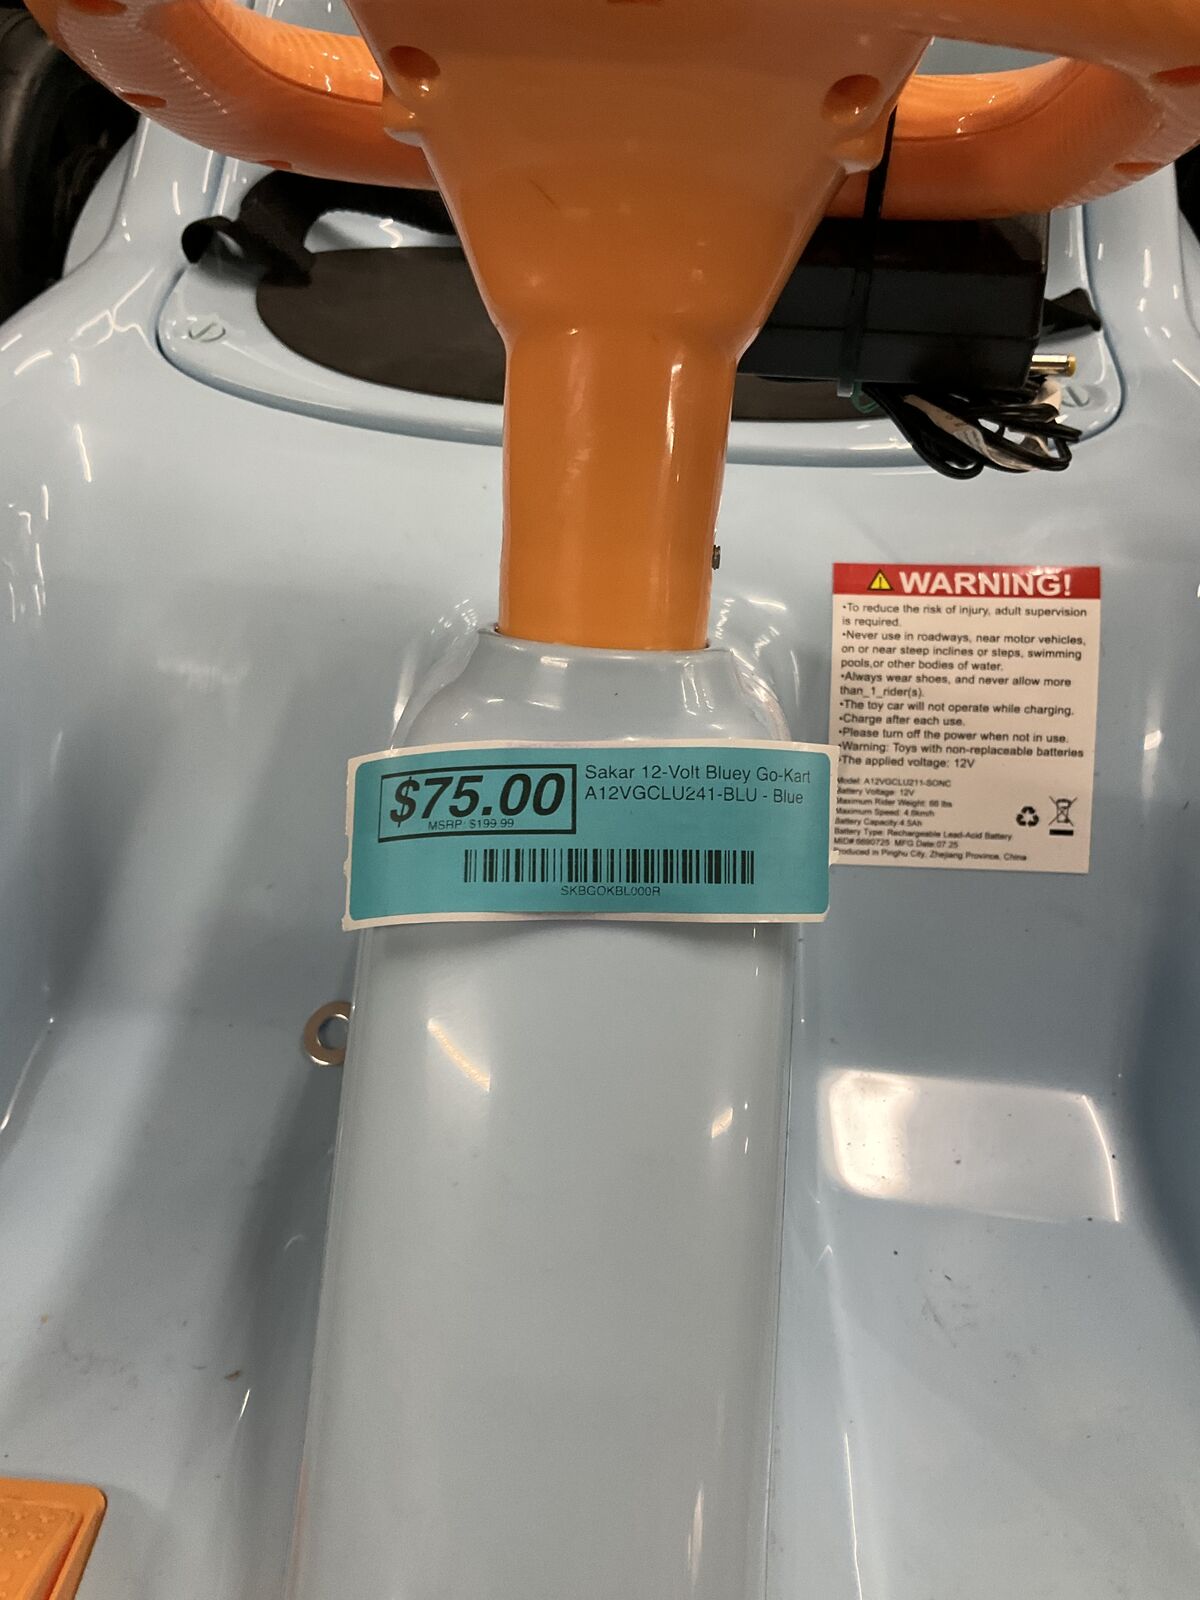 WARNING!
•To reduce the risk of injury, adult supervision
is required.
•Never use in roadways, near motor vehicles,
on or near steep inclines or steps, swimming
pools,or other bodies of water.
•Always wear shoes, and never allow more
than_1_rider(s).
•The toy car will not operate while charging.
•Charge after each use.
•Please turn off the power when not in use.
•Warning: Toys with non-replaceable batteries
•The applied voltage: 12V
Model: A12VGCLU211-SONC
Battery Voltage: 12V
Maximum Rider Weight: 66 lbs
Maximum Speed: 4.8km/h
Battery Capacity:4.5Ah
Battery Type: Rechargeable Lead-Acid Battery
MID# 6690725 MFG Date:07.25
Produced in Pinghu City, Zhejiang Province, China
$75.00
MSRP: $199.99
Sakar 12-Volt Bluey Go-Kart
A12VGCLU241-BLU - Blue
SKBGOKBL000R